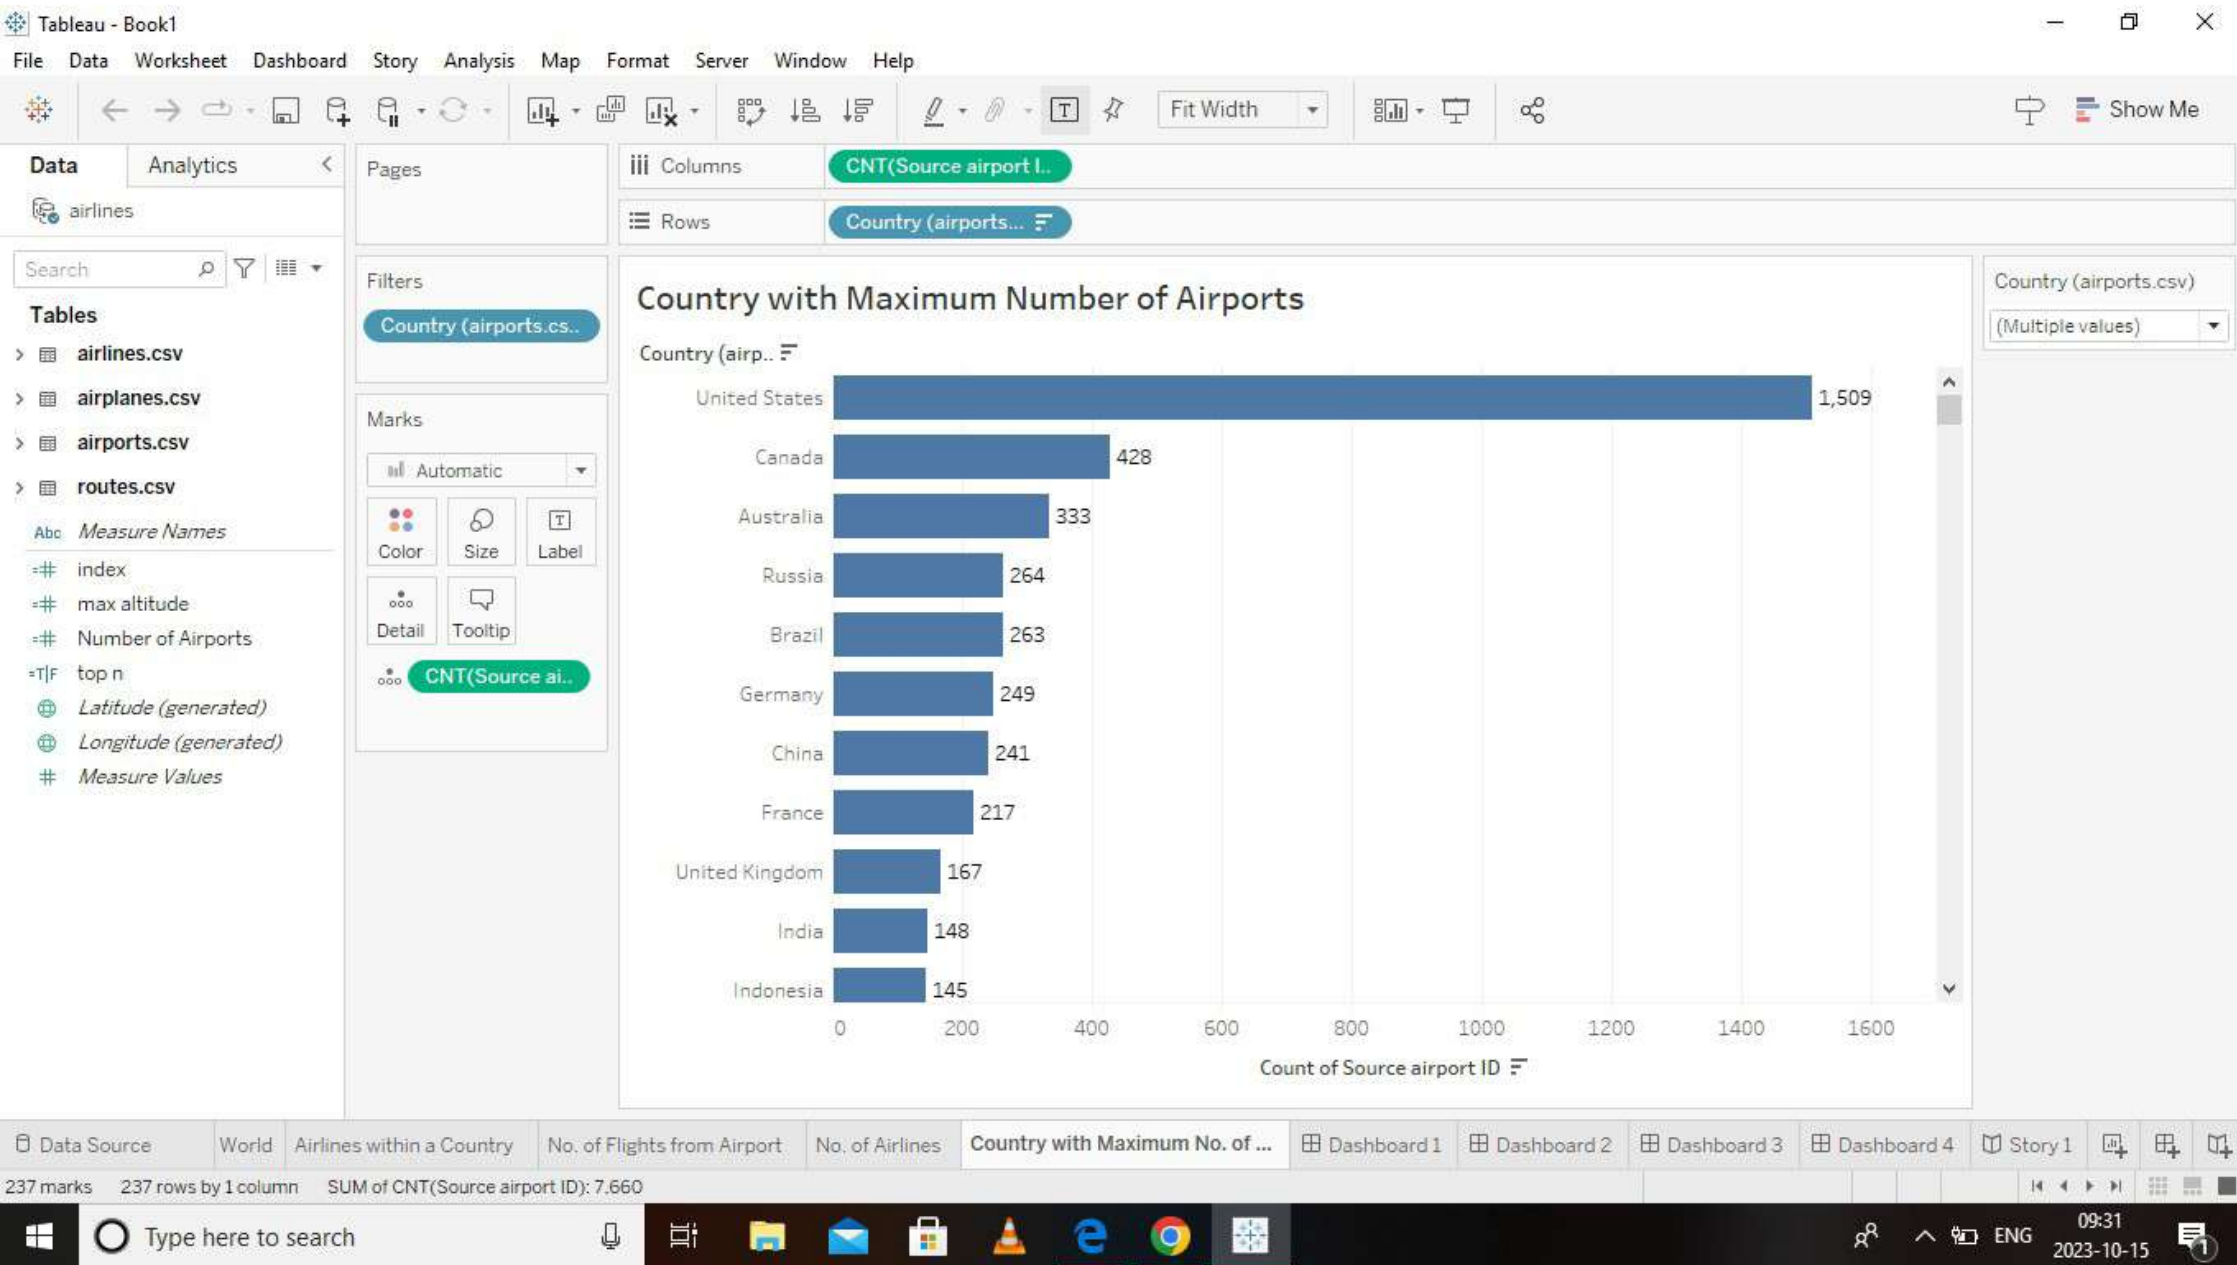 Tableau - Book1
File Data Worksheet Dashboard Story Analysis Map Format Server Window Help
Fit Width
Show Me
Data Analytics
airlines
Search
Tables
airlines.csv
airplanes.csv
airports.csv
routes.csv
Abc Measure Names
=# index
=# max altitude
=# Number of Airports
=T|F top n
Latitude (generated)
Longitude (generated)
# Measure Values
Pages
Filters
Country (airports.cs..
Marks
Automatic
Color Size Label
Detail Tooltip
CNT(Source ai..
iii Columns CNT(Source airport I..
Rows Country (airports...
Country with Maximum Number of Airports
Country (airp..
United States 1,509
Canada 428
Australia 333
Russia 264
Brazil 263
Germany 249
China 241
France 217
United Kingdom 167
India 148
Indonesia 145
0 200 400 600 800 1000 1200 1400 1600
Count of Source airport ID
Country (airports.csv)
(Multiple values)
Data Source World Airlines within a Country No. of Flights from Airport No. of Airlines Country with Maximum No. of ... Dashboard 1 Dashboard 2 Dashboard 3 Dashboard 4 Story 1
237 marks 237 rows by 1 column SUM of CNT(Source airport ID): 7,660
Type here to search
ENG
09:31
2023-10-15
1